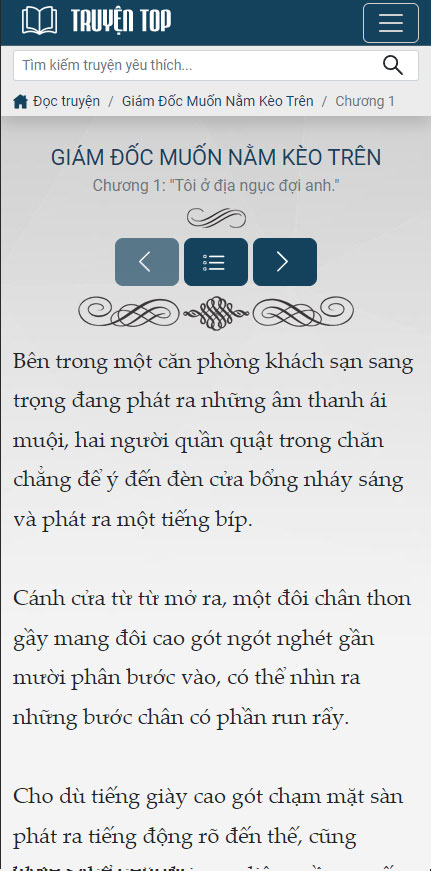 TRUYỆN TOP
Tìm kiếm truyện yêu thích...
Đọc truyện / Giám Đốc Muốn Nằm Kèo Trên / Chương 1
GIÁM ĐỐC MUỐN NẰM KÈO TRÊN
Chương 1: "Tôi ở địa ngục đợi anh."
Bên trong một căn phòng khách sạn sang
trọng đang phát ra những âm thanh ái
muội, hai người quần quật trong chăn
chẳng để ý đến đèn cửa bổng nháy sáng
và phát ra một tiếng bíp.
Cánh cửa từ từ mở ra, một đôi chân thon
gầy mang đôi cao gót ngót nghét gần
mười phân bước vào, có thể nhìn ra
những bước chân có phần run rẩy.
Cho dù tiếng giày cao gót chạm mặt sàn
phát ra tiếng động rõ đến thế, cũng